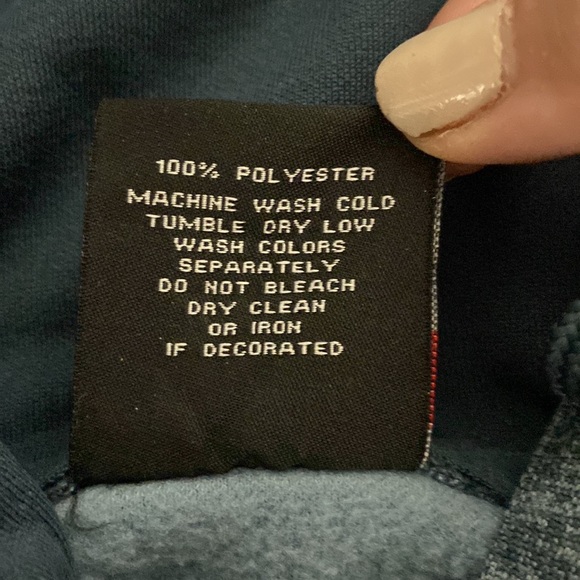 100% POLYESTER
MACHINE WASH COLD
TUMBLE DRY LOW
WASH COLORS
SEPARATELY
DO NOT BLEACH
DRY CLEAN
OR IRON
IF DECORATED